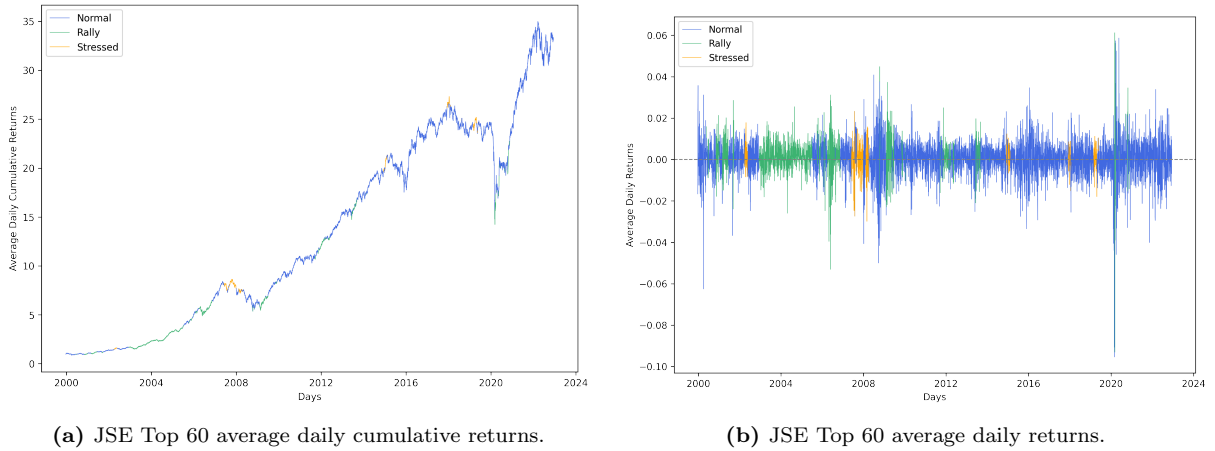 Normal
Rally
Stressed
35
30
25
20
15
10
5
0
Average Daily Cumulative Returns
2000
2004
2008
2012
2016
2020
2024
Days
(a) JSE Top 60 average daily cumulative returns.
Normal
Rally
Stressed
0.06
0.04
0.02
0.00
−0.02
−0.04
−0.06
−0.08
−0.10
Average Daily Returns
2000
2004
2008
2012
2016
2020
2024
Days
(b) JSE Top 60 average daily returns.